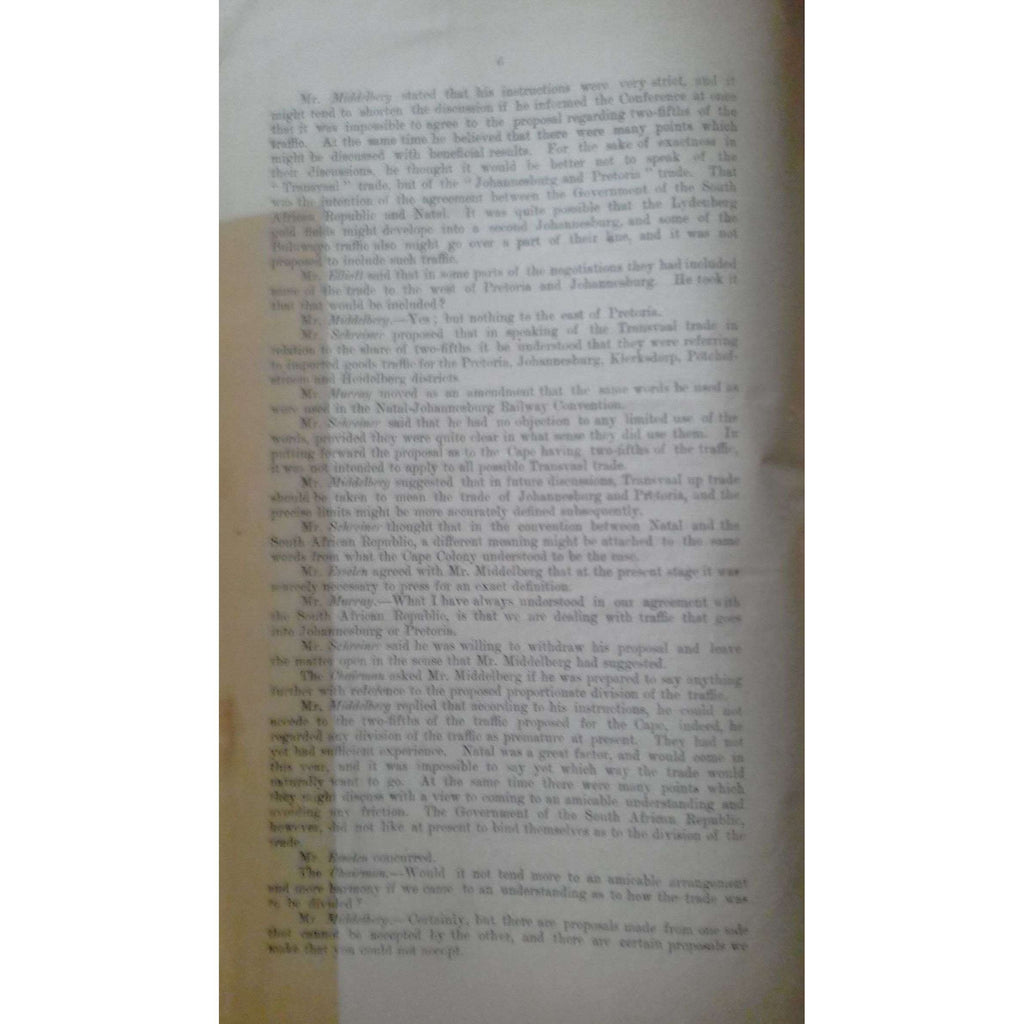 6
Mr. Middelberg stated that his instructions were very strict, and it
might tend to shorten the discussion if he informed the Conference at once
that it was impossible to agree to the proposal regarding two-fifths of the
traffic. At the same time he believed that there were many points which
might be discussed with beneficial results. For the sake of exactness in
their discussions, he thought it would be better not to speak of the
"Transvaal" trade, but of the "Johannesburg and Pretoria" trade. That
was the intention of the agreement between the Government of the South
African Republic and Natal. It was quite possible that the Lydenberg
gold fields might develope into a second Johannesburg, and some of the
Buluwayo traffic also might go over a part of their line, and it was not
proposed to include such traffic.
Mr. Elliott said that in some parts of the negotiations they had included
some of the trade to the west of Pretoria and Johannesburg. He took it
that that would be included?
Mr. Middelberg.—Yes; but nothing to the east of Pretoria.
Mr. Schreiner proposed that in speaking of the Transvaal trade in
relation to the share of two-fifths it be understood that they were referring
to imported goods traffic for the Pretoria, Johannesburg, Klerksdorp, Potchef-
stroom and Heidelberg districts.
Mr. Murray moved as an amendment that the same words be used as
were used in the Natal-Johannesburg Railway Convention.
Mr. Schreiner said that he had no objection to any limited use of the
words, provided they were quite clear in what sense they did use them. In
putting forward the proposal as to the Cape having two-fifths of the traffic,
it was not intended to apply to all possible Transvaal trade.
Mr. Middelberg suggested that in future discussions, Transvaal up trade
should be taken to mean the trade of Johannesburg and Pretoria, and the
precise limits might be more accurately defined subsequently.
Mr. Schreiner thought that in the convention between Natal and the
South African Republic, a different meaning might be attached to the same
words from what the Cape Colony understood to be the case.
Mr. Esselen agreed with Mr. Middelberg that at the present stage it was
scarcely necessary to press for an exact definition.
Mr. Murray.—What I have always understood in our agreement with
the South African Republic, is that we are dealing with traffic that goes
into Johannesburg or Pretoria.
Mr. Schreiner said he was willing to withdraw his proposal and leave
the matter open in the sense that Mr. Middelberg had suggested.
The Chairman asked Mr. Middelberg if he was prepared to say anything
further with reference to the proposed proportionate division of the traffic.
Mr. Middelberg replied that according to his instructions, he could not
accede to the two-fifths of the traffic proposed for the Cape, indeed, he
regarded any division of the traffic as premature at present. They had not
yet had sufficient experience. Natal was a great factor, and would come in
this year, and it was impossible to say yet which way the trade would
naturally want to go. At the same time there were many points which
they might discuss with a view to coming to an amicable understanding and
avoiding any friction. The Government of the South African Republic,
however, did not like at present to bind themselves as to the division of the
trade.
Mr. Esselen concurred.
The Chairman.—Would it not tend more to an amicable arrangement
and more harmony if we came to an understanding as to how the trade was
to be divided?
Mr. Middelberg.—Certainly, but there are proposals made from one side
that cannot be accepted by the other, and there are certain proposals we
make that you could not accept.